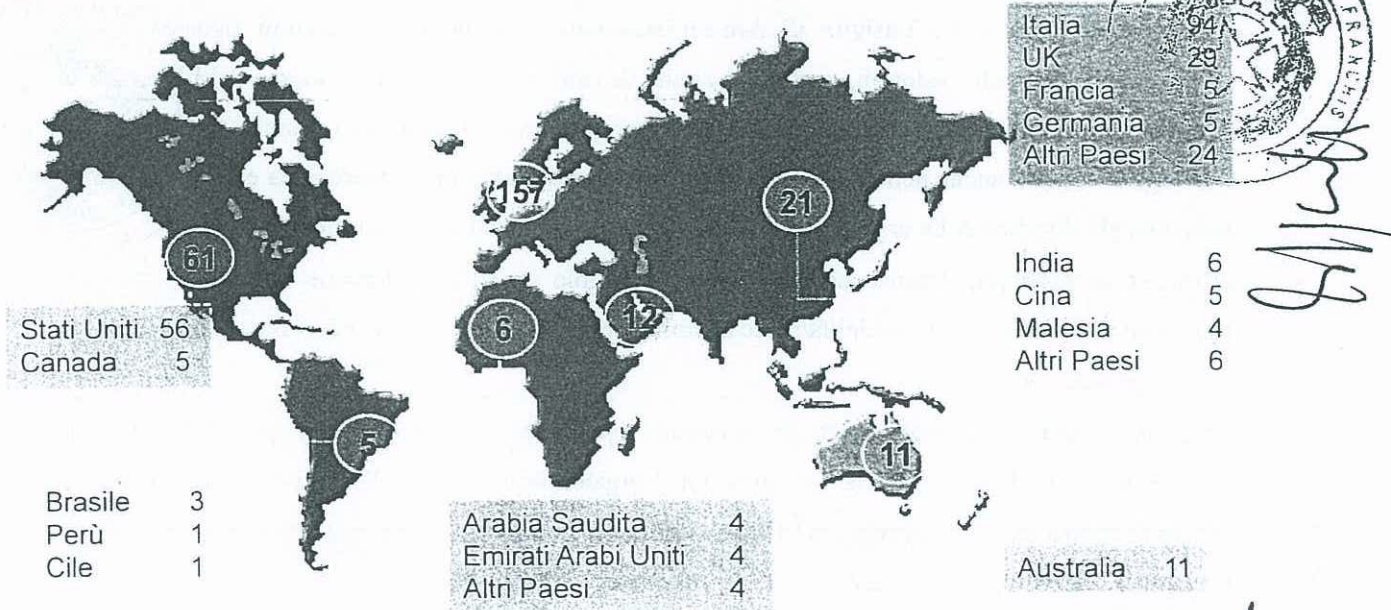 Italia 94
UK 29
Francia 5
Germania 5
Altri Paesi 24
FRANCHIS
157
21
61
6
12
India 6
Cina 5
Malesia 4
Altri Paesi 6
Stati Uniti 56
Canada 5
5
11
Brasile 3
Perù 1
Cile 1
Arabia Saudita 4
Emirati Arabi Uniti 4
Altri Paesi 4
Australia 11